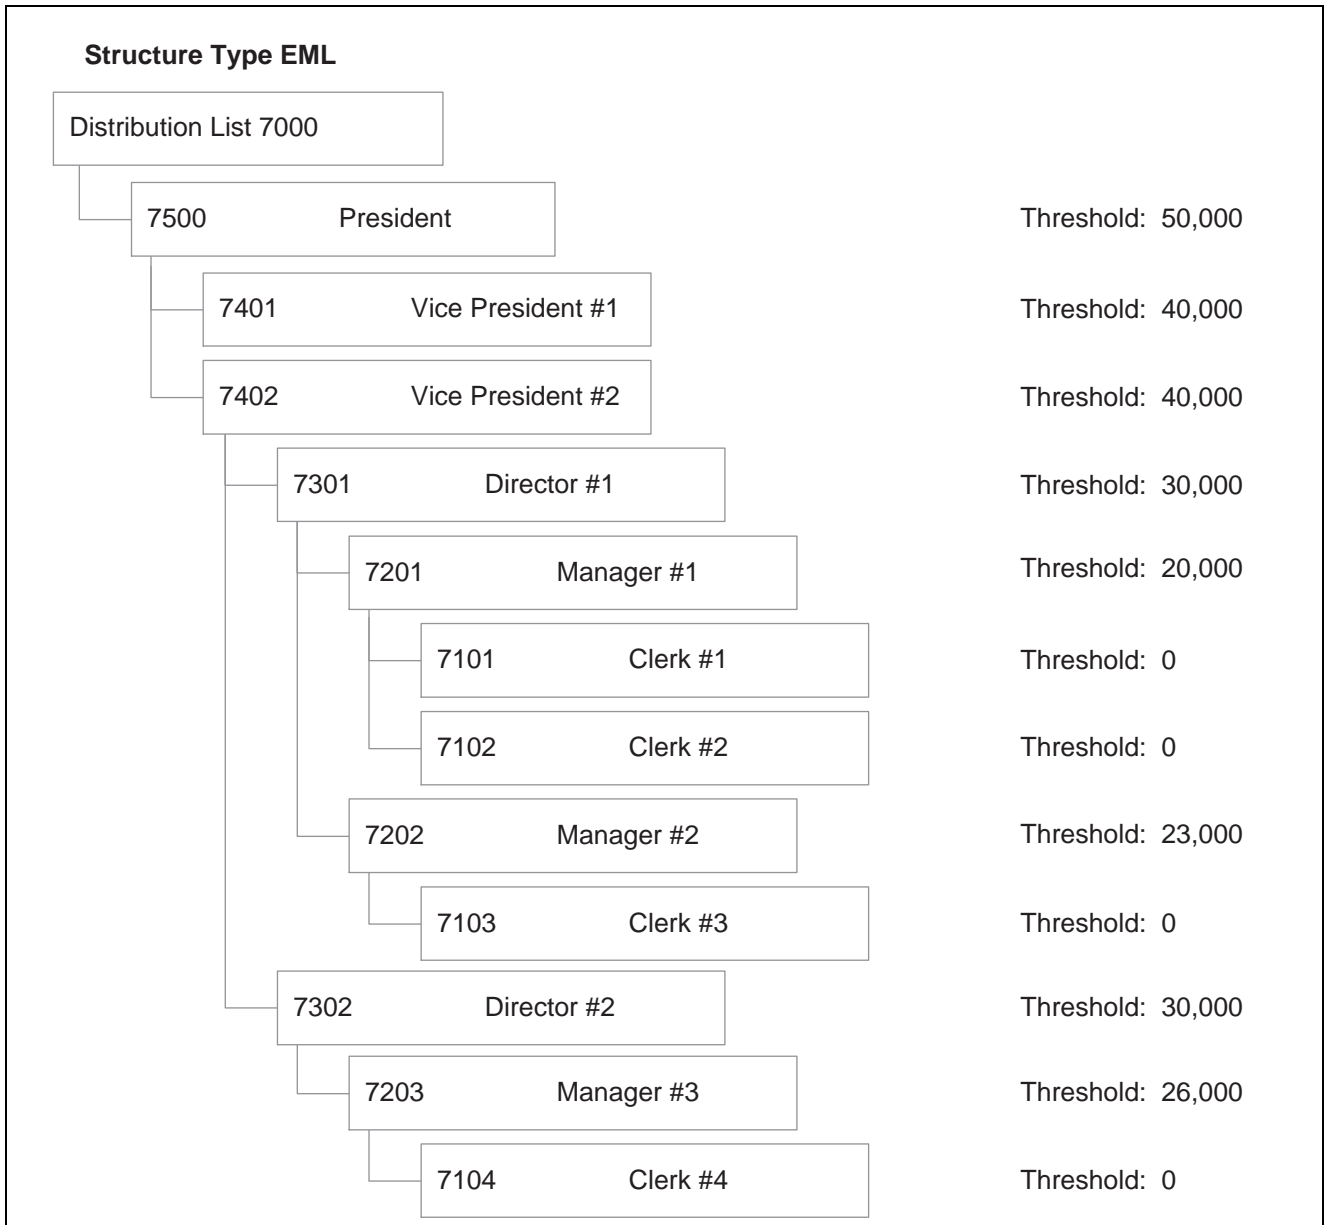 Structure Type EML
Distribution List 7000
7500 President Threshold: 50,000
7401 Vice President #1 Threshold: 40,000
7402 Vice President #2 Threshold: 40,000
7301 Director #1 Threshold: 30,000
7201 Manager #1 Threshold: 20,000
7101 Clerk #1 Threshold: 0
7102 Clerk #2 Threshold: 0
7202 Manager #2 Threshold: 23,000
7103 Clerk #3 Threshold: 0
7302 Director #2 Threshold: 30,000
7203 Manager #3 Threshold: 26,000
7104 Clerk #4 Threshold: 0